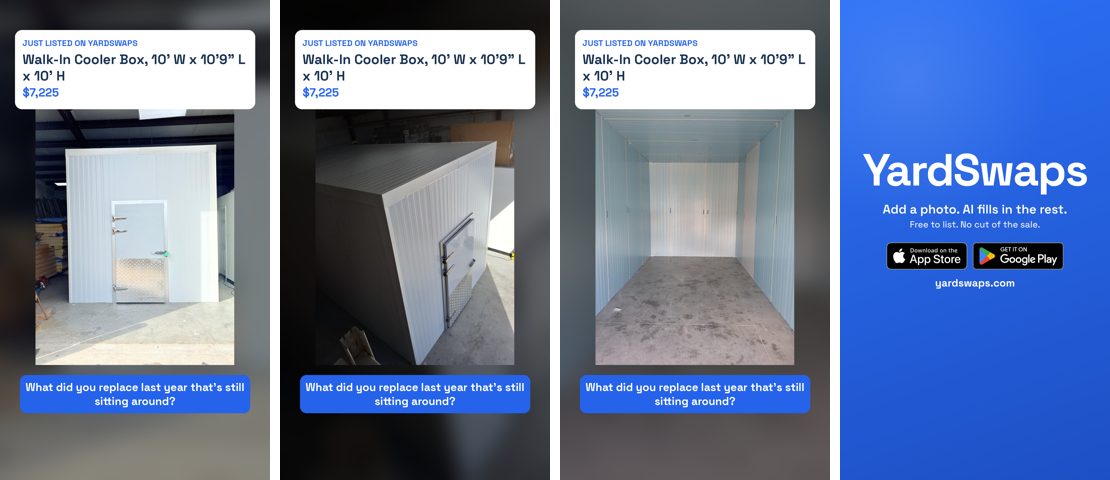 JUST LISTED ON YARDSWAPS
Walk-In Cooler Box, 10' W x 10'9" L
x 10' H
$7,225
What did you replace last year that's still
sitting around?
JUST LISTED ON YARDSWAPS
Walk-In Cooler Box, 10' W x 10'9" L
x 10' H
$7,225
What did you replace last year that's still
sitting around?
JUST LISTED ON YARDSWAPS
Walk-In Cooler Box, 10' W x 10'9" L
x 10' H
$7,225
What did you replace last year that's still
sitting around?
YardSwaps
Add a photo. AI fills in the rest.
Free to list. No cut of the sale.
Download on the
App Store
GET IT ON
Google Play
yardswaps.com